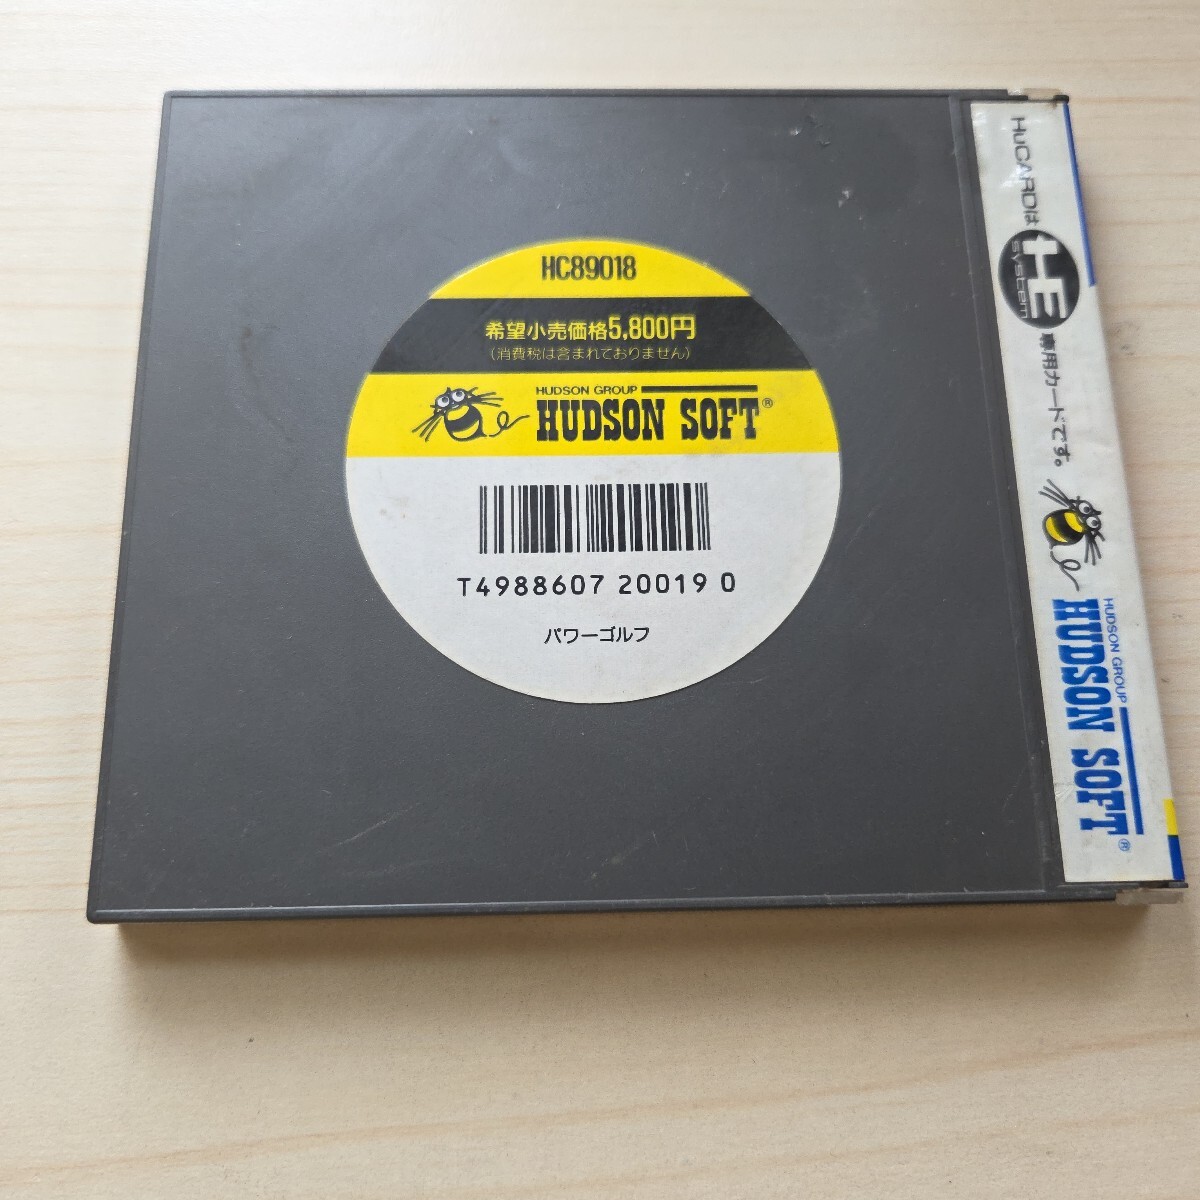 HC89018
希望小売価格5,800円
(消費税は含まれておりません)
HUDSON GROUP
HUDSON SOFT®
T4988607 20019 0
パワーゴルフ
HuCARDは HE system 専用カードです。
HUDSON GROUP
HUDSON SOFT®